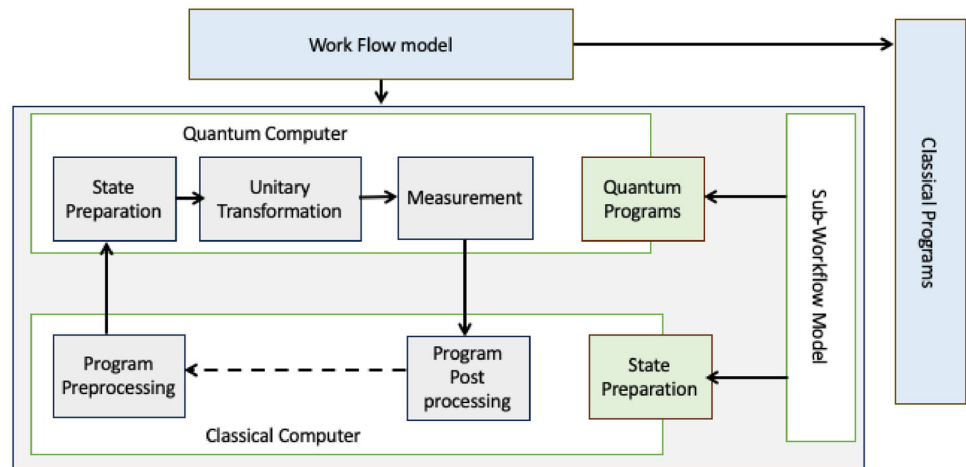 Work Flow model
Quantum Computer
State
Preparation
Unitary
Transformation
Measurement
Quantum
Programs
Program
Preprocessing
Program
Post
processing
State
Preparation
Classical Computer
Sub-Workflow Model
Classical Programs